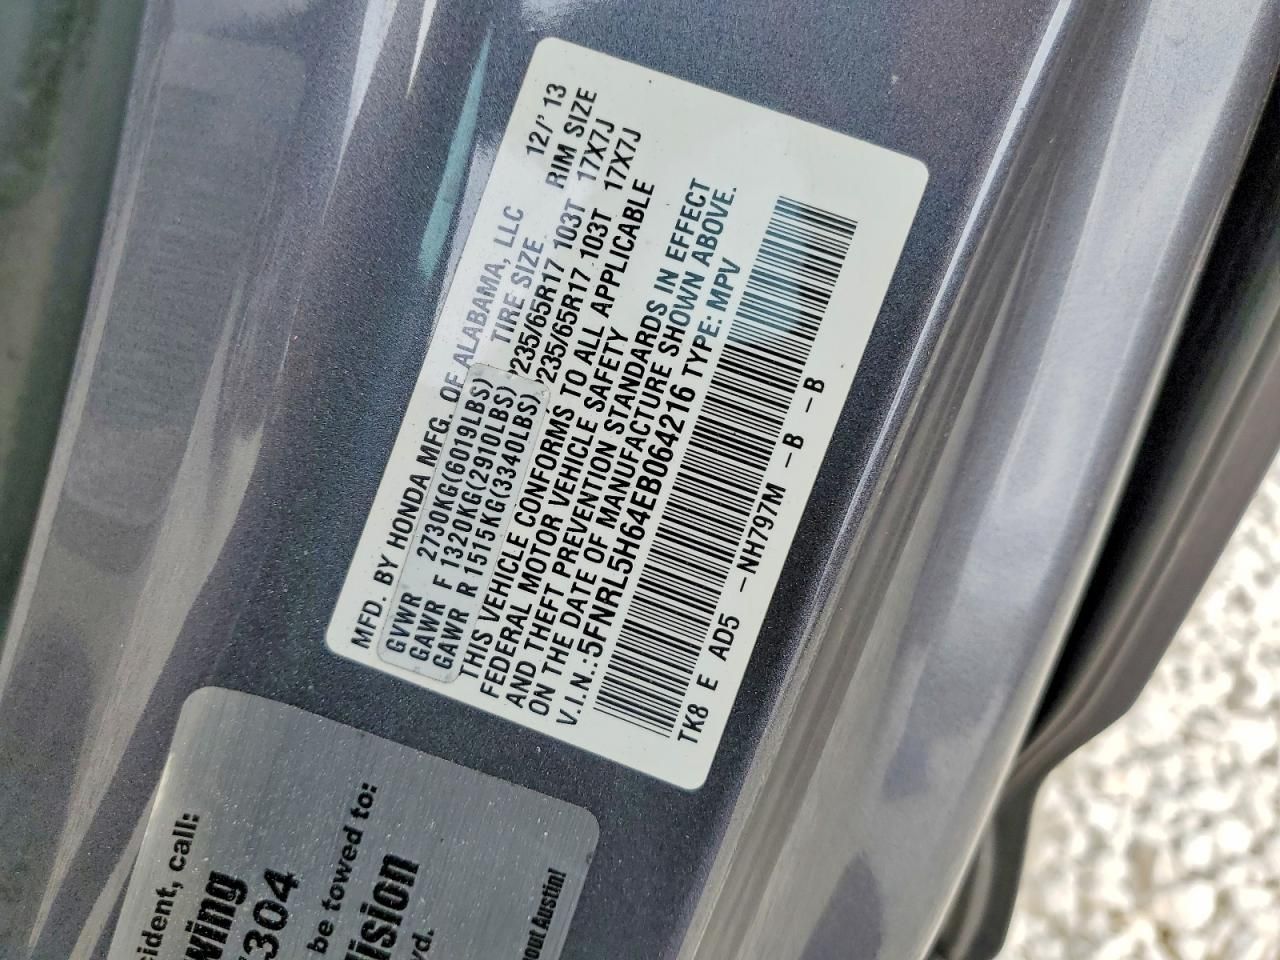 MFD. BY HONDA MFG. OF ALABAMA, LLC 12/'13
TIRE SIZE RIM SIZE
GVWR 2730KG(6019LBS)
GAWR F 1320KG(2910LBS) 235/65R17 103T 17X7J
GAWR R 1515KG(3340LBS) 235/65R17 103T 17X7J
THIS VEHICLE CONFORMS TO ALL APPLICABLE
FEDERAL MOTOR VEHICLE SAFETY
AND THEFT PREVENTION STANDARDS IN EFFECT
ON THE DATE OF MANUFACTURE SHOWN ABOVE.
V.I.N.:5FNRL5H64EB064216 TYPE: MPV
TK8 E AD5 -NH797M -B -B
call:
304
be towed to:
Austin!